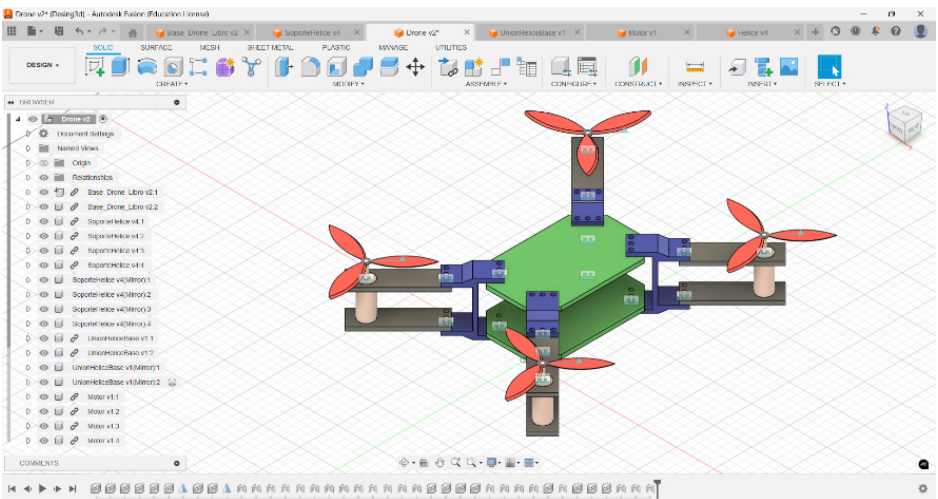 Drone v2* (Dosing3d) - Autodesk Fusion (Education License)
Base_Drone_Libro v2
SoporteHelice v4
Drone v2*
UnionHeliceBase v1
Motor v1
Helice v4
SOLID SURFACE MESH SHEET METAL PLASTIC MANAGE UTILITIES
DESIGN
CREATE MODIFY ASSEMBLE CONFIGURE CONSTRUCT INSPECT INSERT SELECT
BROWSER
Drone v2
Document Settings
Named Views
Origin
Relationships
Base_Drone_Libro v2:1
Base_Drone_Libro v2:2
SoporteHelice v4:1
SoporteHelice v4:2
SoporteHelice v4:3
SoporteHelice v4:4
SoporteHelice v4(Mirror):1
SoporteHelice v4(Mirror):2
SoporteHelice v4(Mirror):3
SoporteHelice v4(Mirror):4
UnionHeliceBase v1:1
UnionHeliceBase v1:2
UnionHeliceBase v1(Mirror):1
UnionHeliceBase v1(Mirror):2
Motor v1:1
Motor v1:2
Motor v1:3
Motor v1:4
COMMENTS